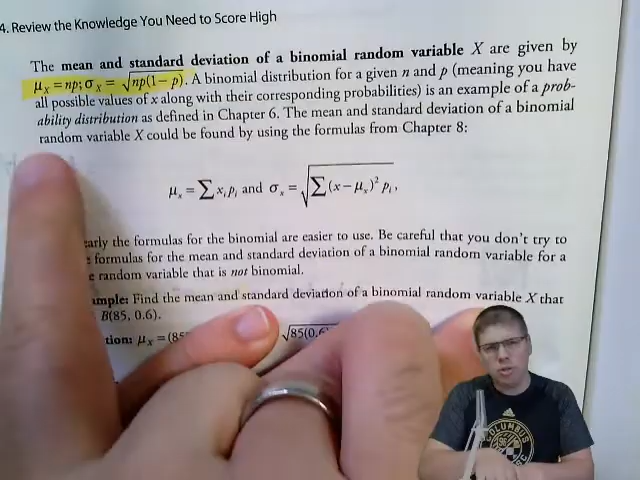 4. Review the Knowledge You Need to Score High
The mean and standard deviation of a binomial random variable X are given by
μₓ = np; σₓ = √np(1 − p). A binomial distribution for a given n and p (meaning you have
all possible values of x along with their corresponding probabilities) is an example of a prob-
ability distribution as defined in Chapter 6. The mean and standard deviation of a binomial
random variable X could be found by using the formulas from Chapter 8:
μₓ = ∑xᵢpᵢ and σₓ = √∑(x−μₓ)² pᵢ,
early the formulas for the binomial are easier to use. Be careful that you don't try to
formulas for the mean and standard deviation of a binomial random variable for a
random variable that is not binomial.
ample: Find the mean and standard deviation of a binomial random variable X that
B(85, 0.6).
tion: μₓ = (85 √85(0.6
COLUMBUS